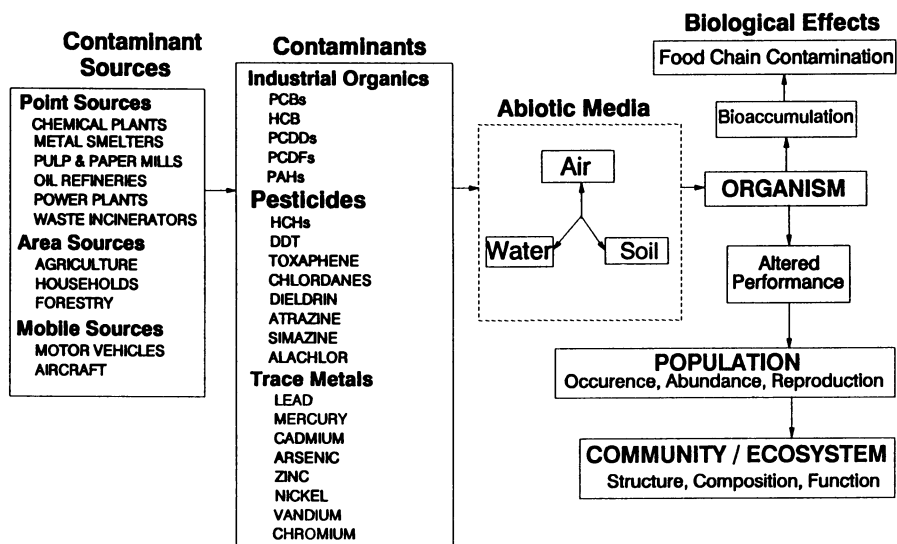 Contaminant
Sources
Point Sources
CHEMICAL PLANTS
METAL SMELTERS
PULP & PAPER MILLS
OIL REFINERIES
POWER PLANTS
WASTE INCINERATORS
Area Sources
AGRICULTURE
HOUSEHOLDS
FORESTRY
Mobile Sources
MOTOR VEHICLES
AIRCRAFT
Contaminants
Industrial Organics
PCBs
HCB
PCDDs
PCDFs
PAHs
Pesticides
HCHs
DDT
TOXAPHENE
CHLORDANES
DIELDRIN
ATRAZINE
SIMAZINE
ALACHLOR
Trace Metals
LEAD
MERCURY
CADMIUM
ARSENIC
ZINC
NICKEL
VANDIUM
CHROMIUM
Abiotic Media
Air
Water
Soil
Biological Effects
Food Chain Contamination
Bioaccumulation
ORGANISM
Altered
Performance
POPULATION
Occurence, Abundance, Reproduction
COMMUNITY / ECOSYSTEM
Structure, Composition, Function